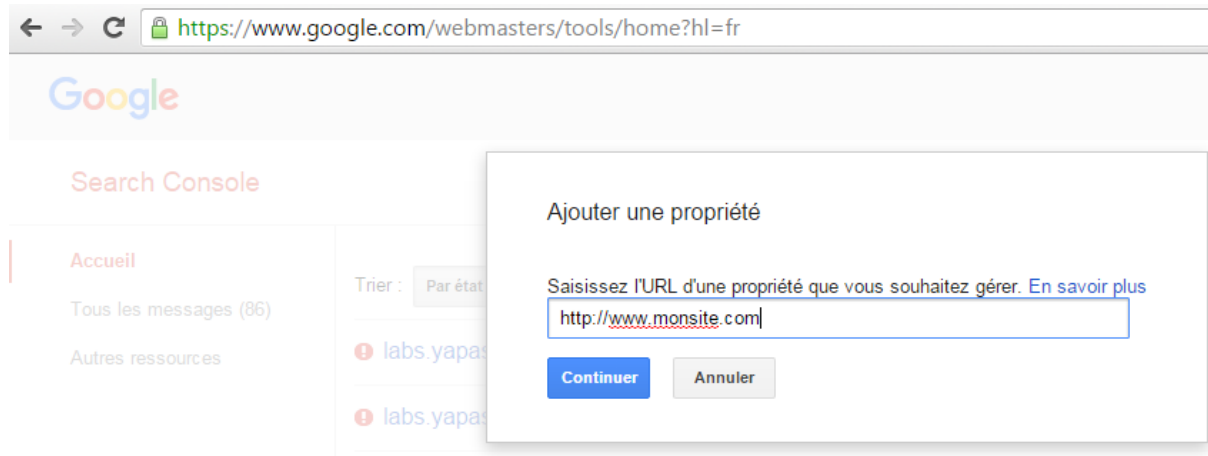 https://www.google.com/webmasters/tools/home?hl=fr
Google
Search Console
Ajouter une propriété
Accueil
Trier : Par état
Saisissez l'URL d'une propriété que vous souhaitez gérer. En savoir plus
Tous les messages (86)
http://www.monsite.com
Autres ressources
labs.yapas
Continuer Annuler
labs.yapas